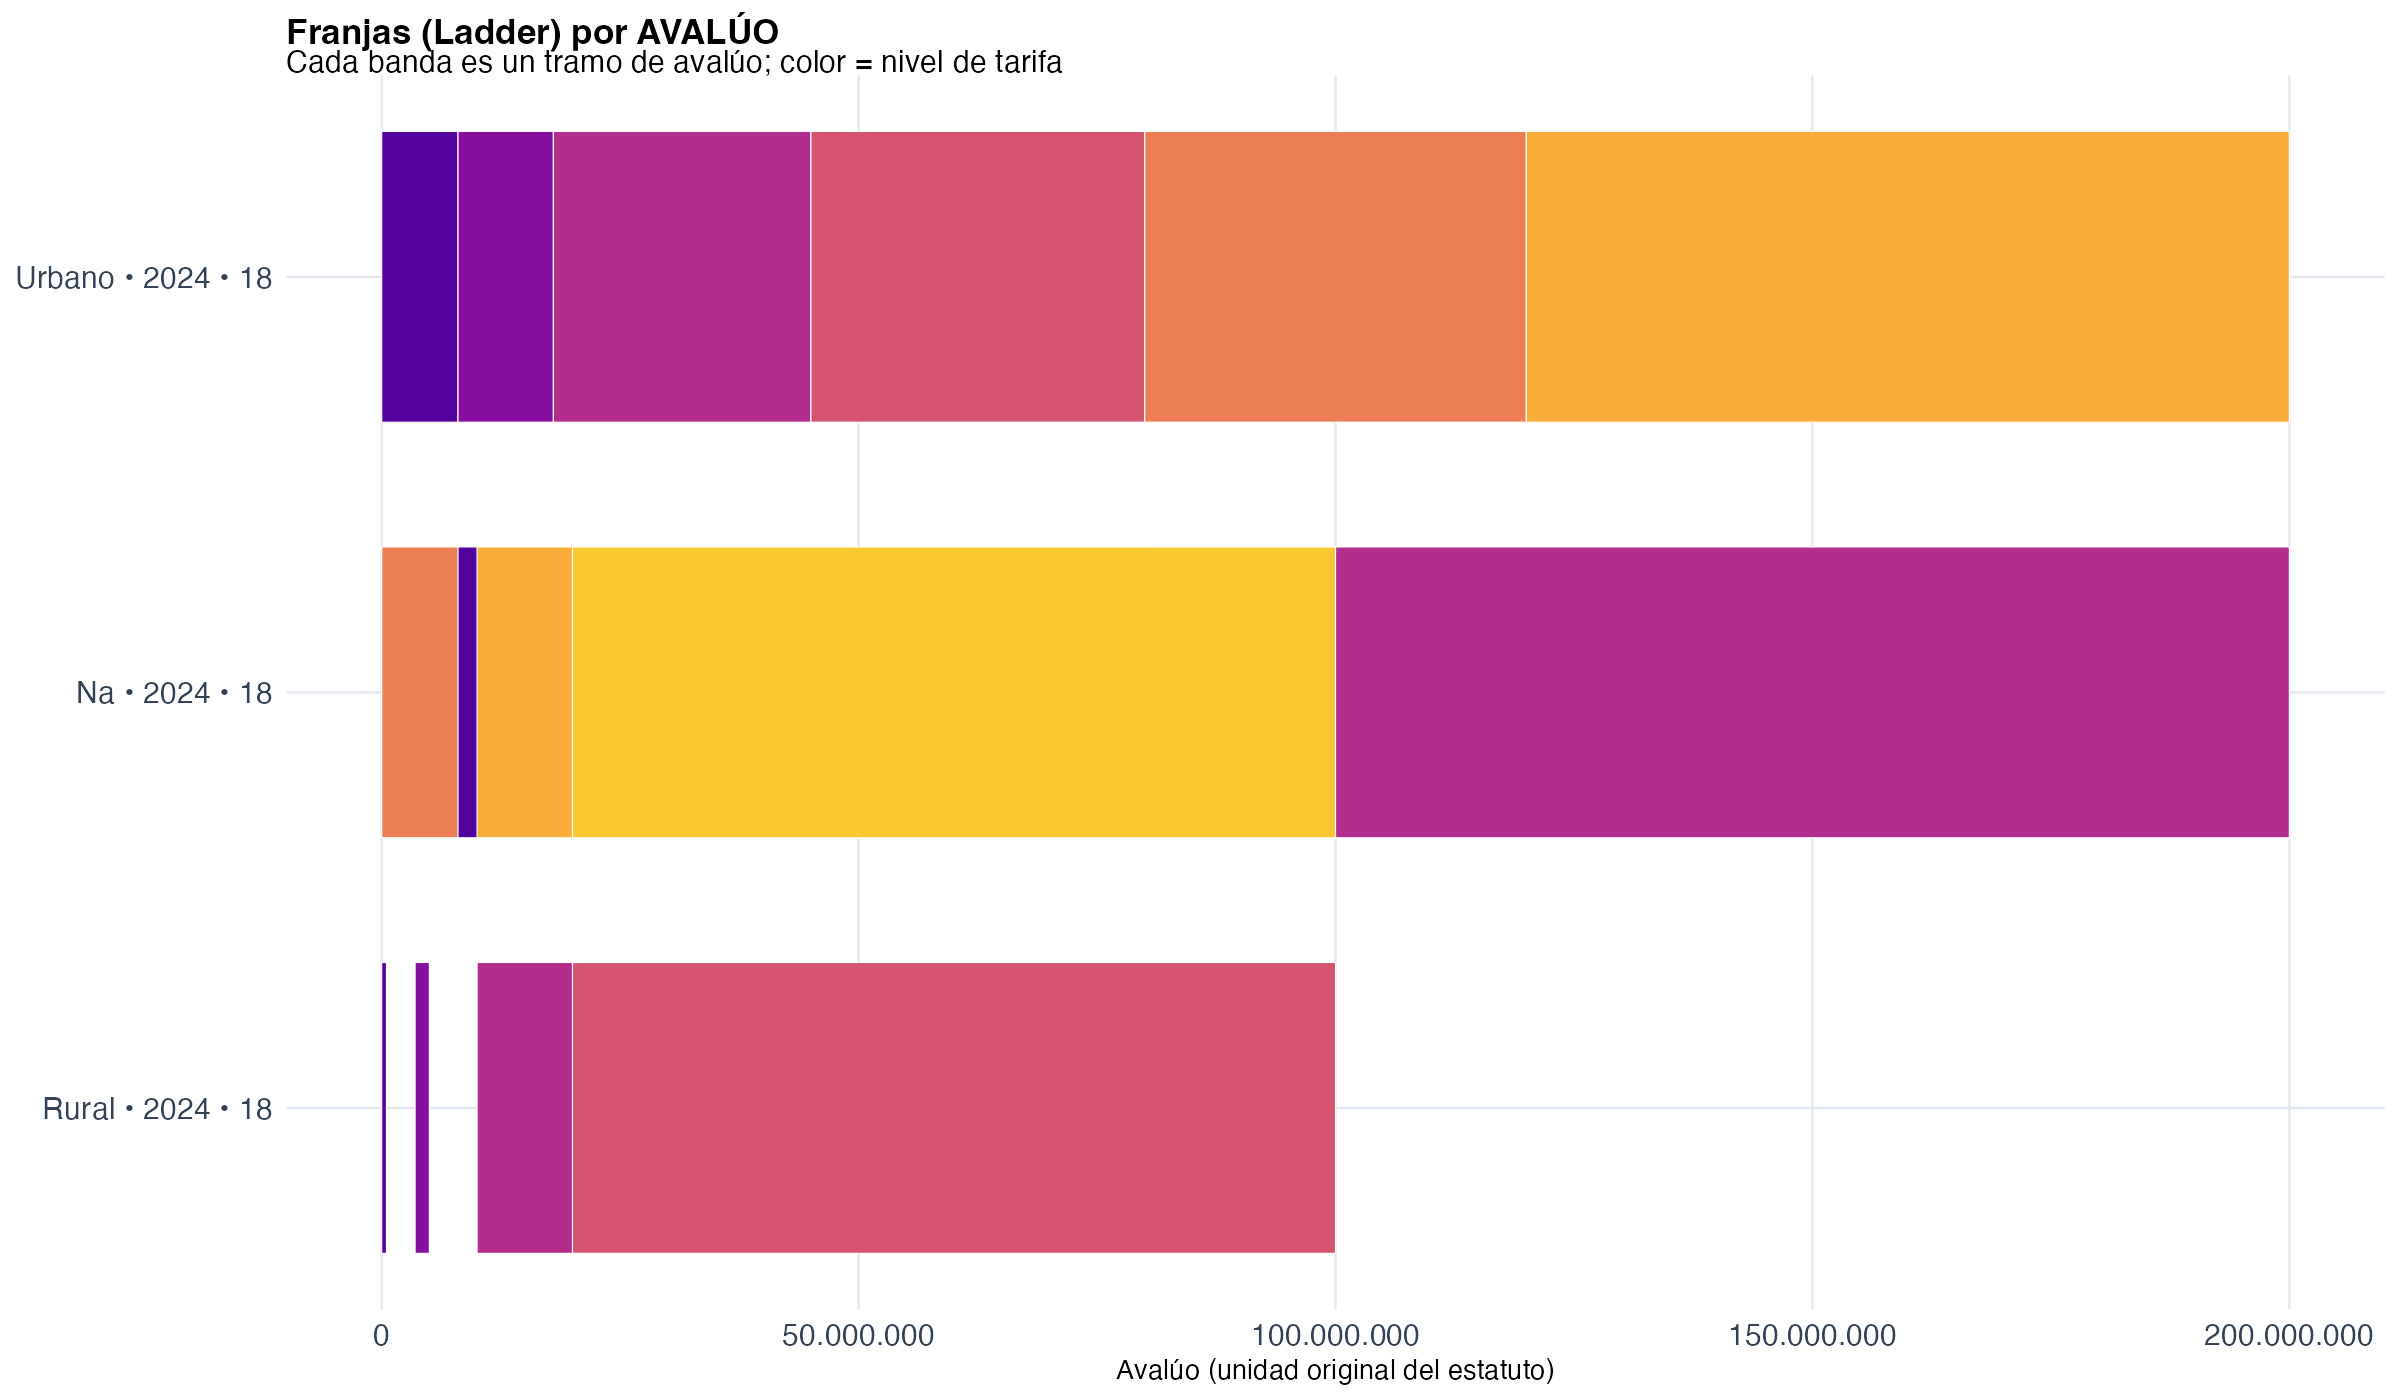 Franjas (Ladder) por AVALÚO
Cada banda es un tramo de avalúo; color = nivel de tarifa
Urbano • 2024 • 18
Na • 2024 • 18
Rural • 2024 • 18
0 50.000.000 100.000.000 150.000.000 200.000.000
Avalúo (unidad original del estatuto)